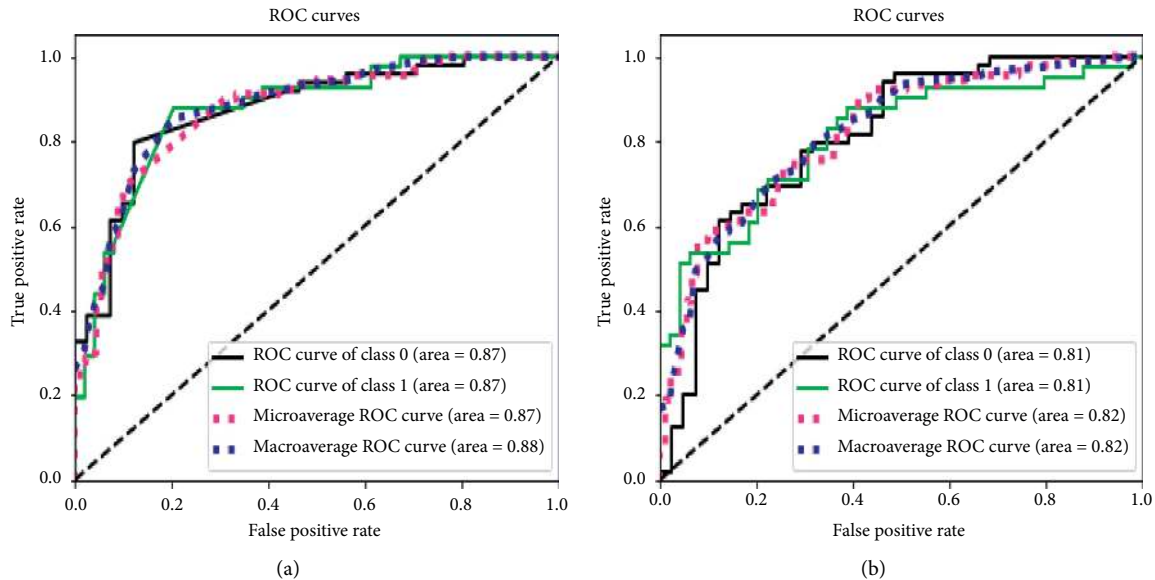 ROC curves
1.0
0.8
0.6
0.4
0.2
0.0
True positive rate
ROC curve of class 0 (area = 0.87)
ROC curve of class 1 (area = 0.87)
Microaverage ROC curve (area = 0.87)
Macroaverage ROC curve (area = 0.88)
0.0 0.2 0.4 0.6 0.8 1.0
False positive rate
(a)
ROC curves
1.0
0.8
0.6
0.4
0.2
0.0
True positive rate
ROC curve of class 0 (area = 0.81)
ROC curve of class 1 (area = 0.81)
Microaverage ROC curve (area = 0.82)
Macroaverage ROC curve (area = 0.82)
0.0 0.2 0.4 0.6 0.8 1.0
False positive rate
(b)